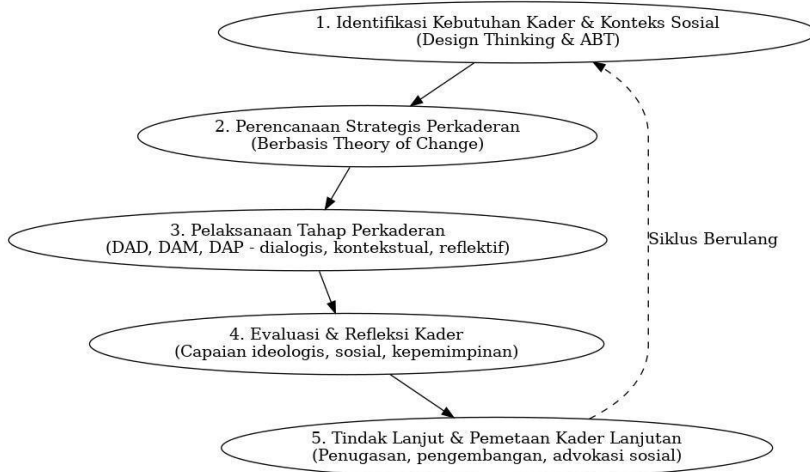 1. Identifikasi Kebutuhan Kader & Konteks Sosial
(Design Thinking & ABT)
2. Perencanaan Strategis Perkaderan
(Berbasis Theory of Change)
3. Pelaksanaan Tahap Perkaderan
(DAD, DAM, DAP - dialogis, kontekstual, reflektif)
Siklus Berulang
4. Evaluasi & Refleksi Kader
(Capaian ideologis, sosial, kepemimpinan)
5. Tindak Lanjut & Pemetaan Kader Lanjutan
(Penugasan, pengembangan, advokasi sosial)